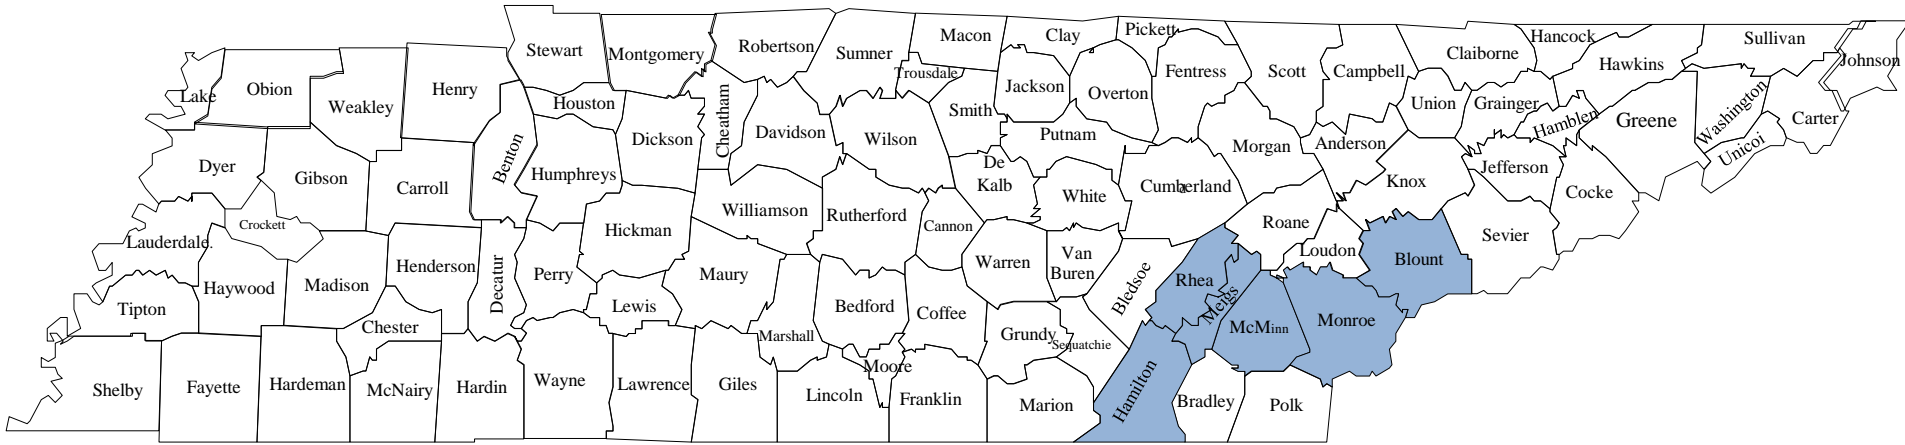 Pickett
Hancock
Macon
Clay
Sullivan
Robertson
Stewart
Montgomery
Sumner
Claiborne
Johnson
Hawkins
Trousdale
Fentress
Scott
Campbell
Lake
Obion
Henry
Jackson
Overton
Weakley
Houston
Smith
Union
Grainger
Cheatham
Washington
Carter
Hamblen
Greene
Dickson
Davidson
Wilson
Putnam
Morgan
Anderson
Unicoi
Dyer
Benton
De
Kalb
Jefferson
Gibson
Humphreys
Carroll
White
Cumberland
d
Knox
Cocke
Williamson
Rutherford
Crockett
Cannon
Roane
Hickman
Lauderdale.
Sevier
Loudon
Van
Buren
Blount
Henderson
Decatur
Perry
Maury
Warren
Bledsoe
Rhea
Haywood
Madison
Meigs
Tipton
Lewis
Bedford
Coffee
Chester
Marshall
Grundy
Sequatchie
McMinn
Monroe
Moore
Shelby
Fayette
Hardeman
McNairy
Hardin
Wayne
Lawrence
Giles
Lincoln
Franklin
Marion
Hamilton
Bradley
Polk